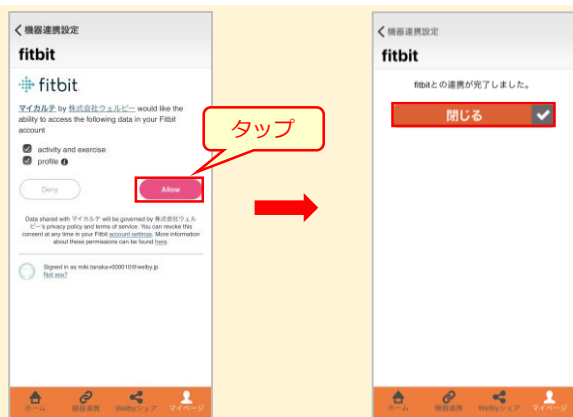 機器連携設定
fitbit
fitbit
マイカルテ by 株式会社ウェルビー would like the
ability to access the following data in your Fitbit
account
activity and exercise
profile
Deny
Allow
Data shared with マイカルテ will be governed by 株式会社ウェル
ビー's privacy policy and terms of service. You can revoke this
consent at any time in your Fitbit account settings. More information
about these permissions can be found here.
Signed in as miki.tanaka+000010@welby.jp
Not you?
ホーム 機器連携 Welbyシェア マイページ
タップ
機器連携設定
fitbit
fitbitとの連携が完了しました。
閉じる
ホーム 機器連携 Welbyシェア マイページ